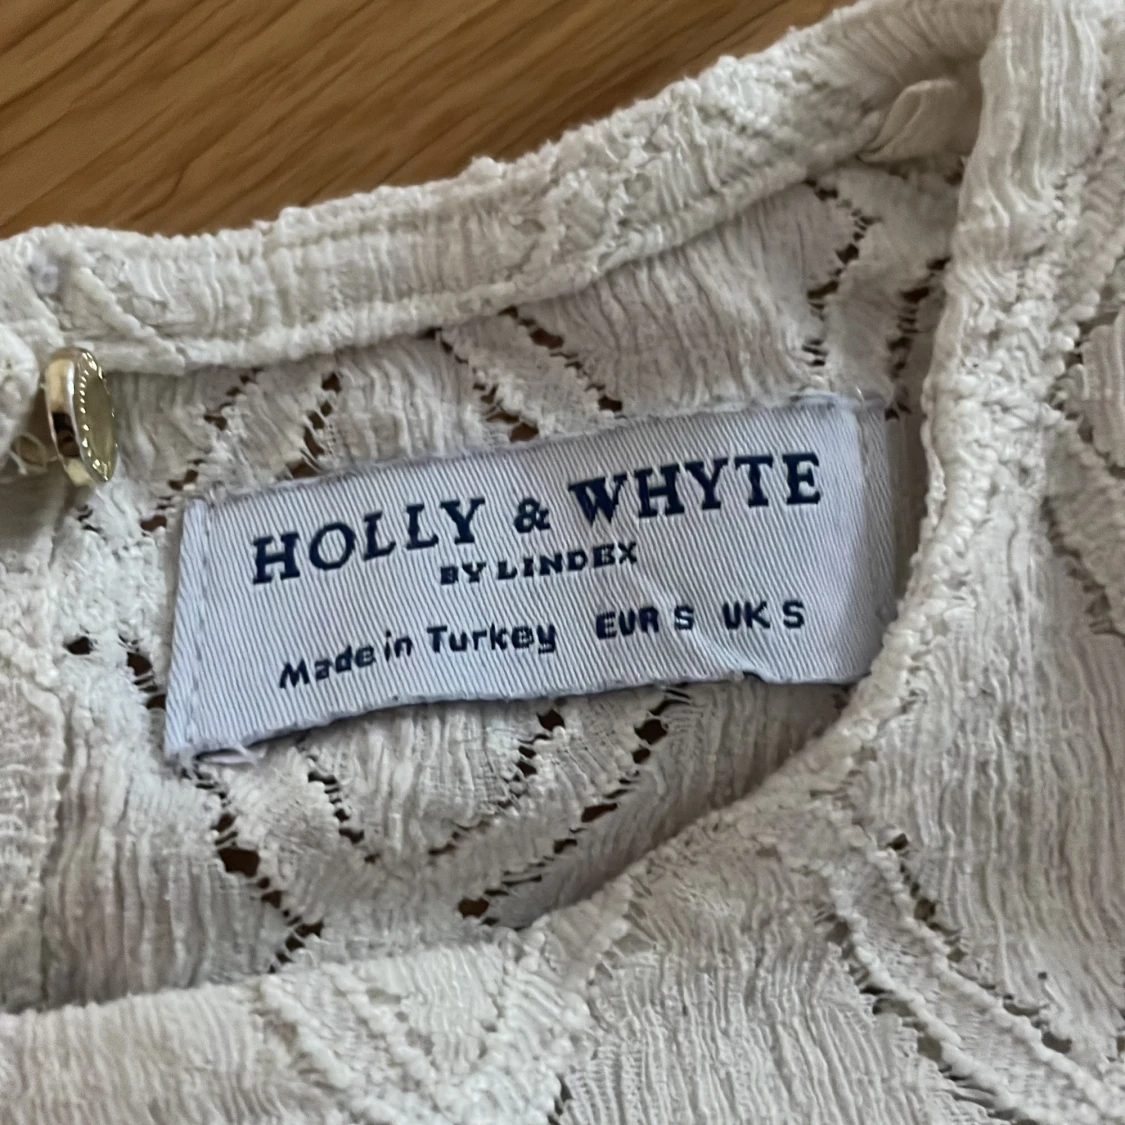 HOLLY & WHYTE
BY LINDEX
Made in Turkey EUR S UK S